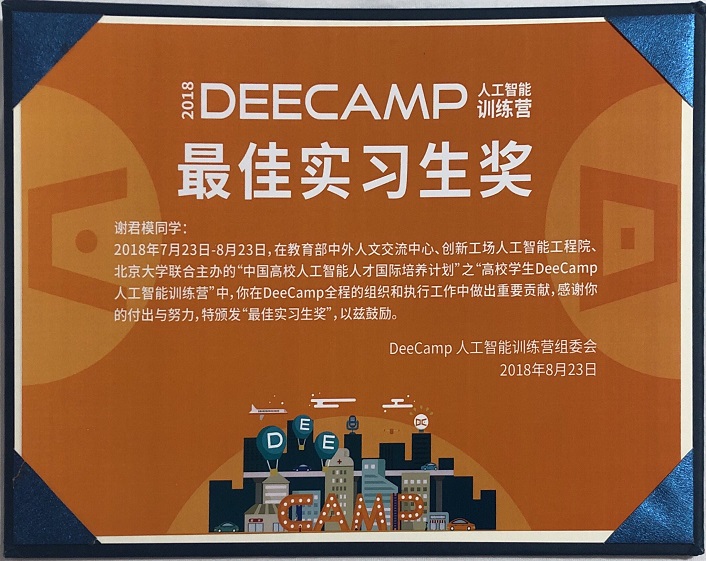 2018 DEECAMP 人工智能
训练营
最佳实习生奖
谢君模同学：
2018年7月23日-8月23日，在教育部中外人文交流中心、创新工场人工智能工程院、
北京大学联合主办的“中国高校人工智能人才国际培养计划”之“高校学生DeeCamp
人工智能训练营”中，你在DeeCamp全程的组织和执行工作中做出重要贡献，感谢你
的付出与努力，特颁发“最佳实习生奖”，以兹鼓励。
DeeCamp 人工智能训练营组委会
2018年8月23日
DC
D E E
CAMP